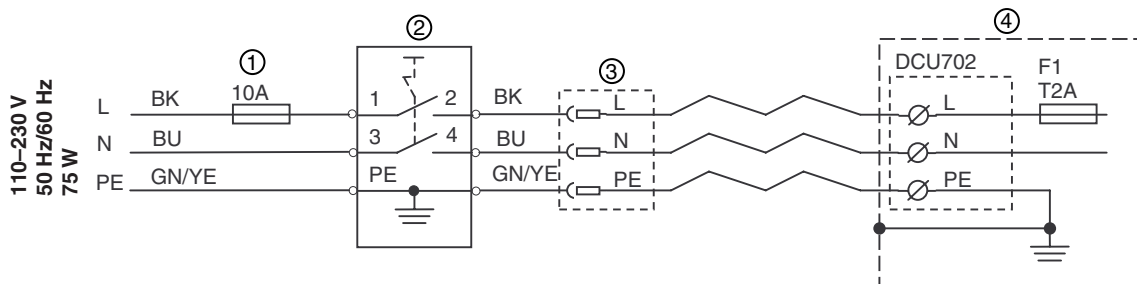 ④
②
DCU702
① ③ F1
110–230 V
50 Hz/60 Hz
75 W
10A T2A
L BK 1 2 BK L L
N BU 3 4 BU N N
PE GN/YE PE GN/YE PE PE